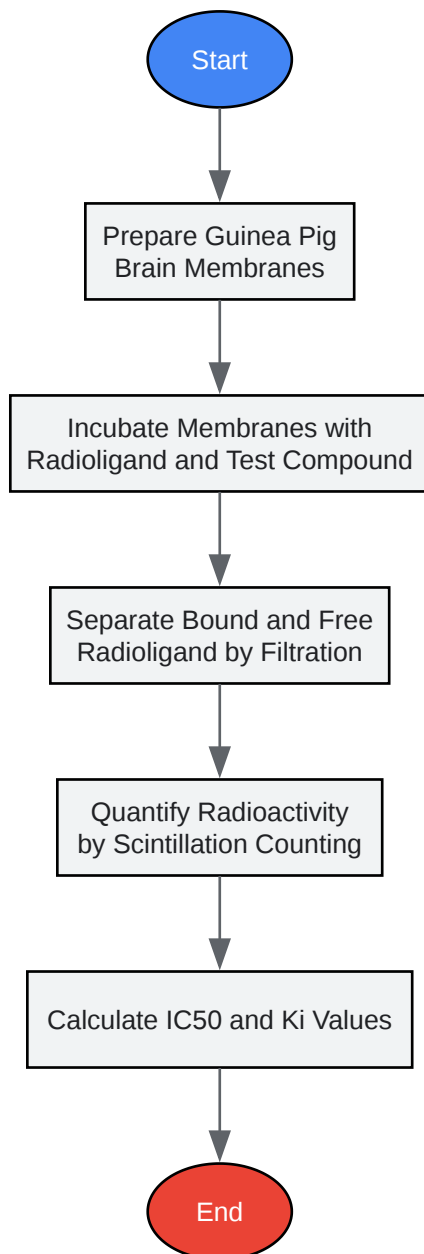 Start
Prepare Guinea Pig
Brain Membranes
Incubate Membranes with
Radioligand and Test Compound
Separate Bound and Free
Radioligand by Filtration
Quantify Radioactivity
by Scintillation Counting
Calculate IC50 and Ki Values
End